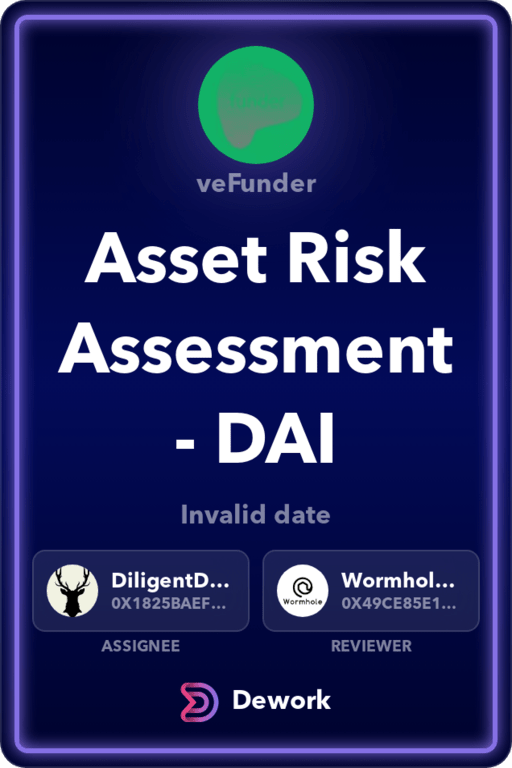 veFunder
Asset Risk
Assessment
- DAI
Invalid date
DiligentD...
0X1825BAEF...
Wormhol...
0X49CE85E1...
@
Wormhole
ASSIGNEE
REVIEWER
Dework